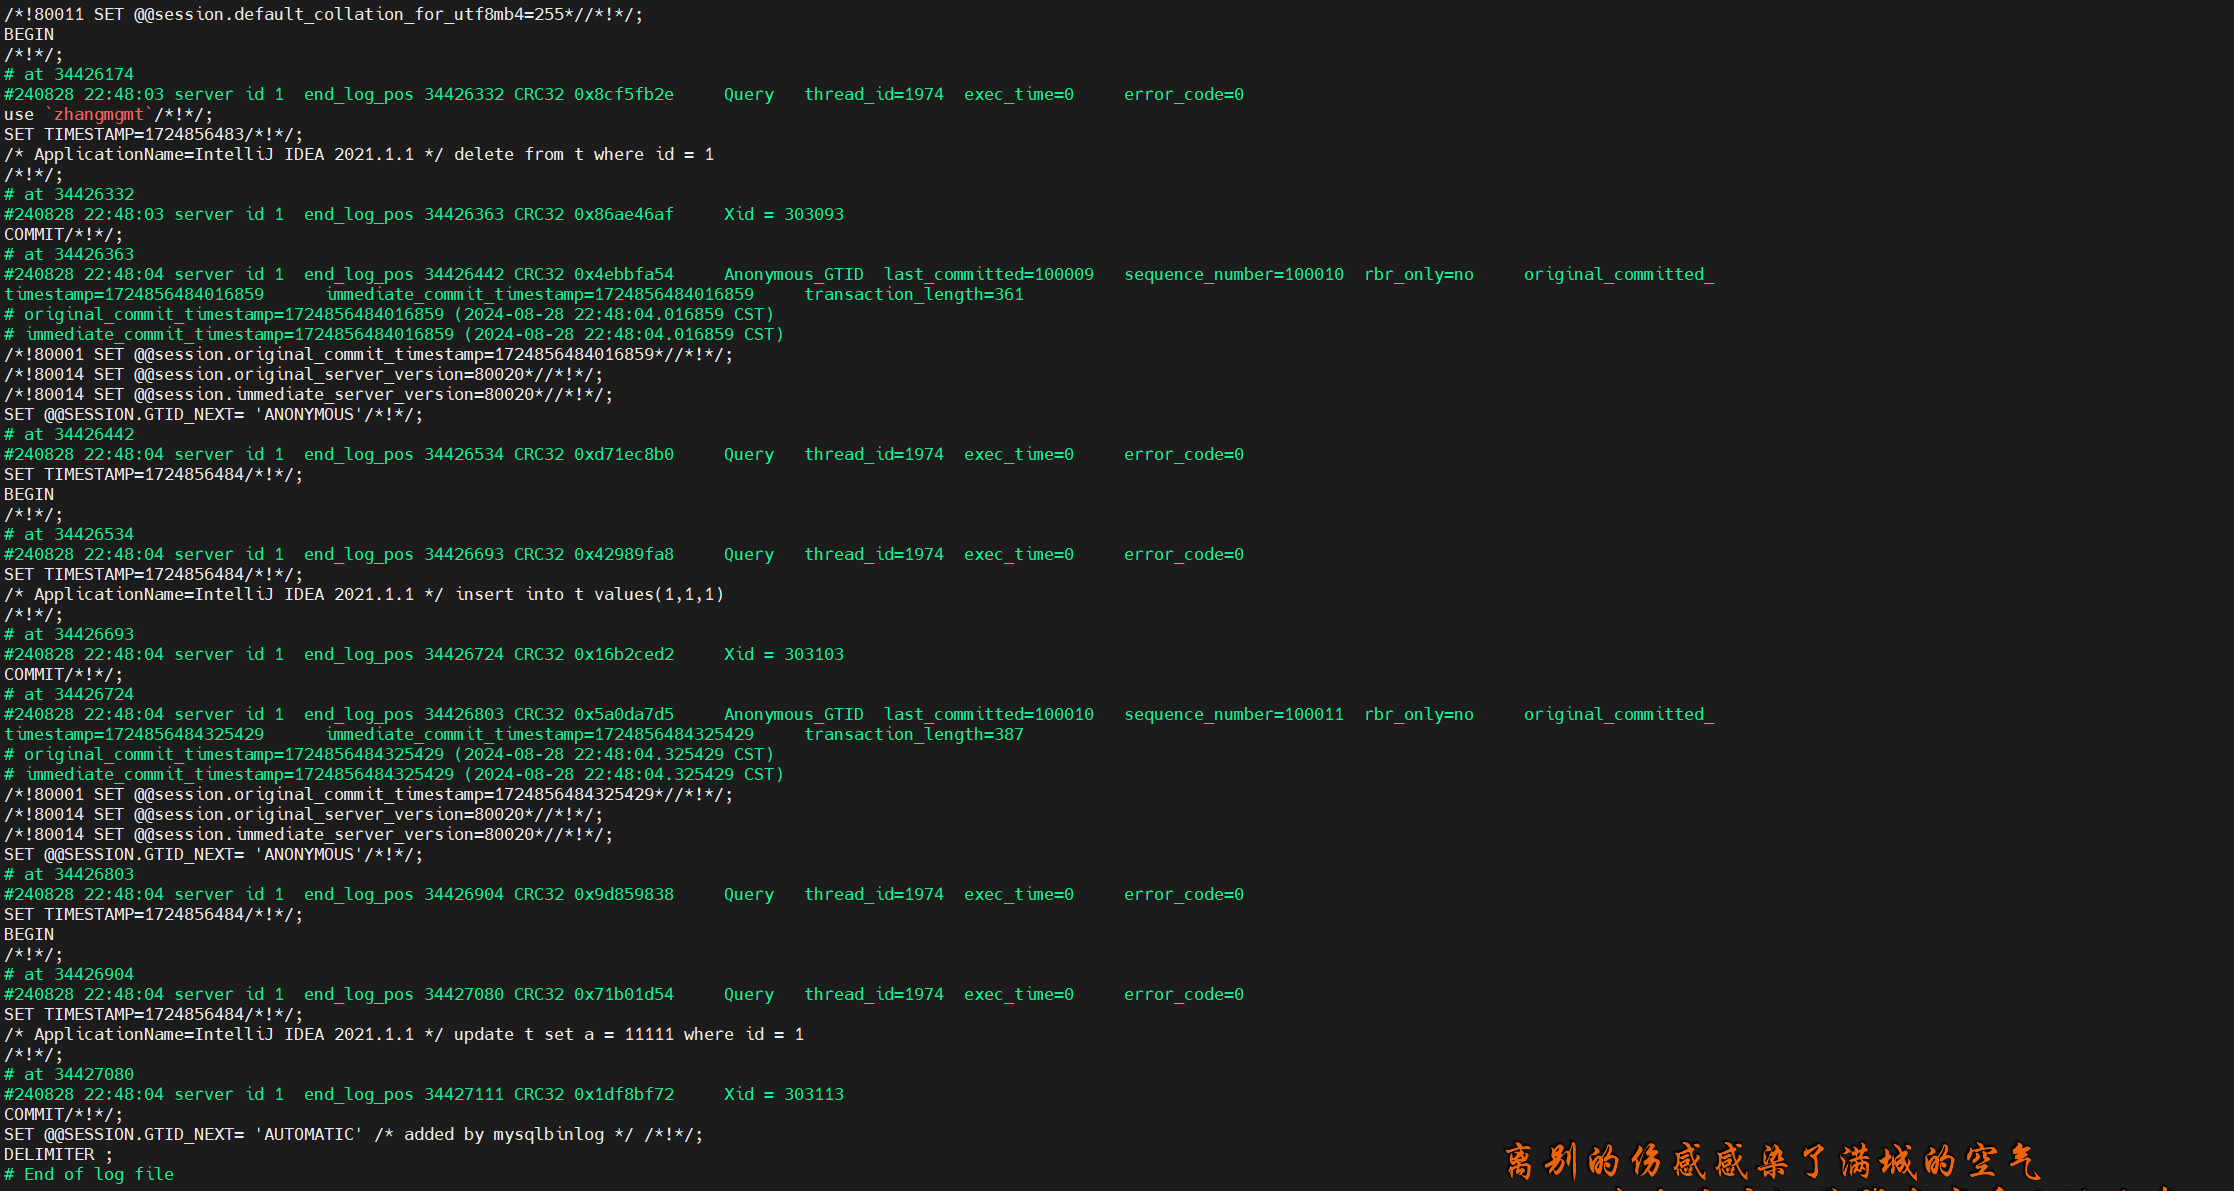 /*!80011 SET @@session.default_collation_for_utf8mb4=255*//*!*/;
BEGIN
/*!*/;
# at 34426174
#240828 22:48:03 server id 1  end_log_pos 34426332 CRC32 0x8cf5fb2e     Query   thread_id=1974  exec_time=0     error_code=0
use `zhangmgmt`/*!*/;
SET TIMESTAMP=1724856483/*!*/;
/* ApplicationName=IntelliJ IDEA 2021.1.1 */ delete from t where id = 1
/*!*/;
# at 34426332
#240828 22:48:03 server id 1  end_log_pos 34426363 CRC32 0x86ae46af     Xid = 303093
COMMIT/*!*/;
# at 34426363
#240828 22:48:04 server id 1  end_log_pos 34426442 CRC32 0x4ebbfa54     Anonymous_GTID  last_committed=100009   sequence_number=100010  rbr_only=no     original_committed_
timestamp=1724856484016859      immediate_commit_timestamp=1724856484016859     transaction_length=361
# original_commit_timestamp=1724856484016859 (2024-08-28 22:48:04.016859 CST)
# immediate_commit_timestamp=1724856484016859 (2024-08-28 22:48:04.016859 CST)
/*!80001 SET @@session.original_commit_timestamp=1724856484016859*//*!*/;
/*!80014 SET @@session.original_server_version=80020*//*!*/;
/*!80014 SET @@session.immediate_server_version=80020*//*!*/;
SET @@SESSION.GTID_NEXT= 'ANONYMOUS'/*!*/;
# at 34426442
#240828 22:48:04 server id 1  end_log_pos 34426534 CRC32 0xd71ec8b0     Query   thread_id=1974  exec_time=0     error_code=0
SET TIMESTAMP=1724856484/*!*/;
BEGIN
/*!*/;
# at 34426534
#240828 22:48:04 server id 1  end_log_pos 34426693 CRC32 0x42989fa8     Query   thread_id=1974  exec_time=0     error_code=0
SET TIMESTAMP=1724856484/*!*/;
/* ApplicationName=IntelliJ IDEA 2021.1.1 */ insert into t values(1,1,1)
/*!*/;
# at 34426693
#240828 22:48:04 server id 1  end_log_pos 34426724 CRC32 0x16b2ced2     Xid = 303103
COMMIT/*!*/;
# at 34426724
#240828 22:48:04 server id 1  end_log_pos 34426803 CRC32 0x5a0da7d5     Anonymous_GTID  last_committed=100010   sequence_number=100011  rbr_only=no     original_committed_
timestamp=1724856484325429      immediate_commit_timestamp=1724856484325429     transaction_length=387
# original_commit_timestamp=1724856484325429 (2024-08-28 22:48:04.325429 CST)
# immediate_commit_timestamp=1724856484325429 (2024-08-28 22:48:04.325429 CST)
/*!80001 SET @@session.original_commit_timestamp=1724856484325429*//*!*/;
/*!80014 SET @@session.original_server_version=80020*//*!*/;
/*!80014 SET @@session.immediate_server_version=80020*//*!*/;
SET @@SESSION.GTID_NEXT= 'ANONYMOUS'/*!*/;
# at 34426803
#240828 22:48:04 server id 1  end_log_pos 34426904 CRC32 0x9d859838     Query   thread_id=1974  exec_time=0     error_code=0
SET TIMESTAMP=1724856484/*!*/;
BEGIN
/*!*/;
# at 34426904
#240828 22:48:04 server id 1  end_log_pos 34427080 CRC32 0x71b01d54     Query   thread_id=1974  exec_time=0     error_code=0
SET TIMESTAMP=1724856484/*!*/;
/* ApplicationName=IntelliJ IDEA 2021.1.1 */ update t set a = 11111 where id = 1
/*!*/;
# at 34427080
#240828 22:48:04 server id 1  end_log_pos 34427111 CRC32 0x1df8bf72     Xid = 303113
COMMIT/*!*/;
SET @@SESSION.GTID_NEXT= 'AUTOMATIC' /* added by mysqlbinlog */ /*!*/;
DELIMITER ;
# End of log file
离别的伤感感染了满城的空气